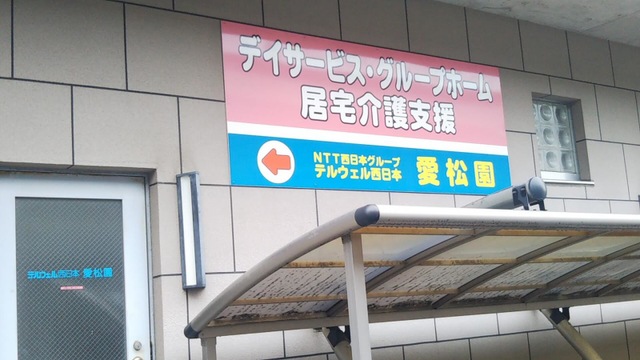 デイサービス・グループホーム
居宅介護支援
NTT西日本グループ
テルウェル西日本 愛松園
テルウェル西日本 愛松園